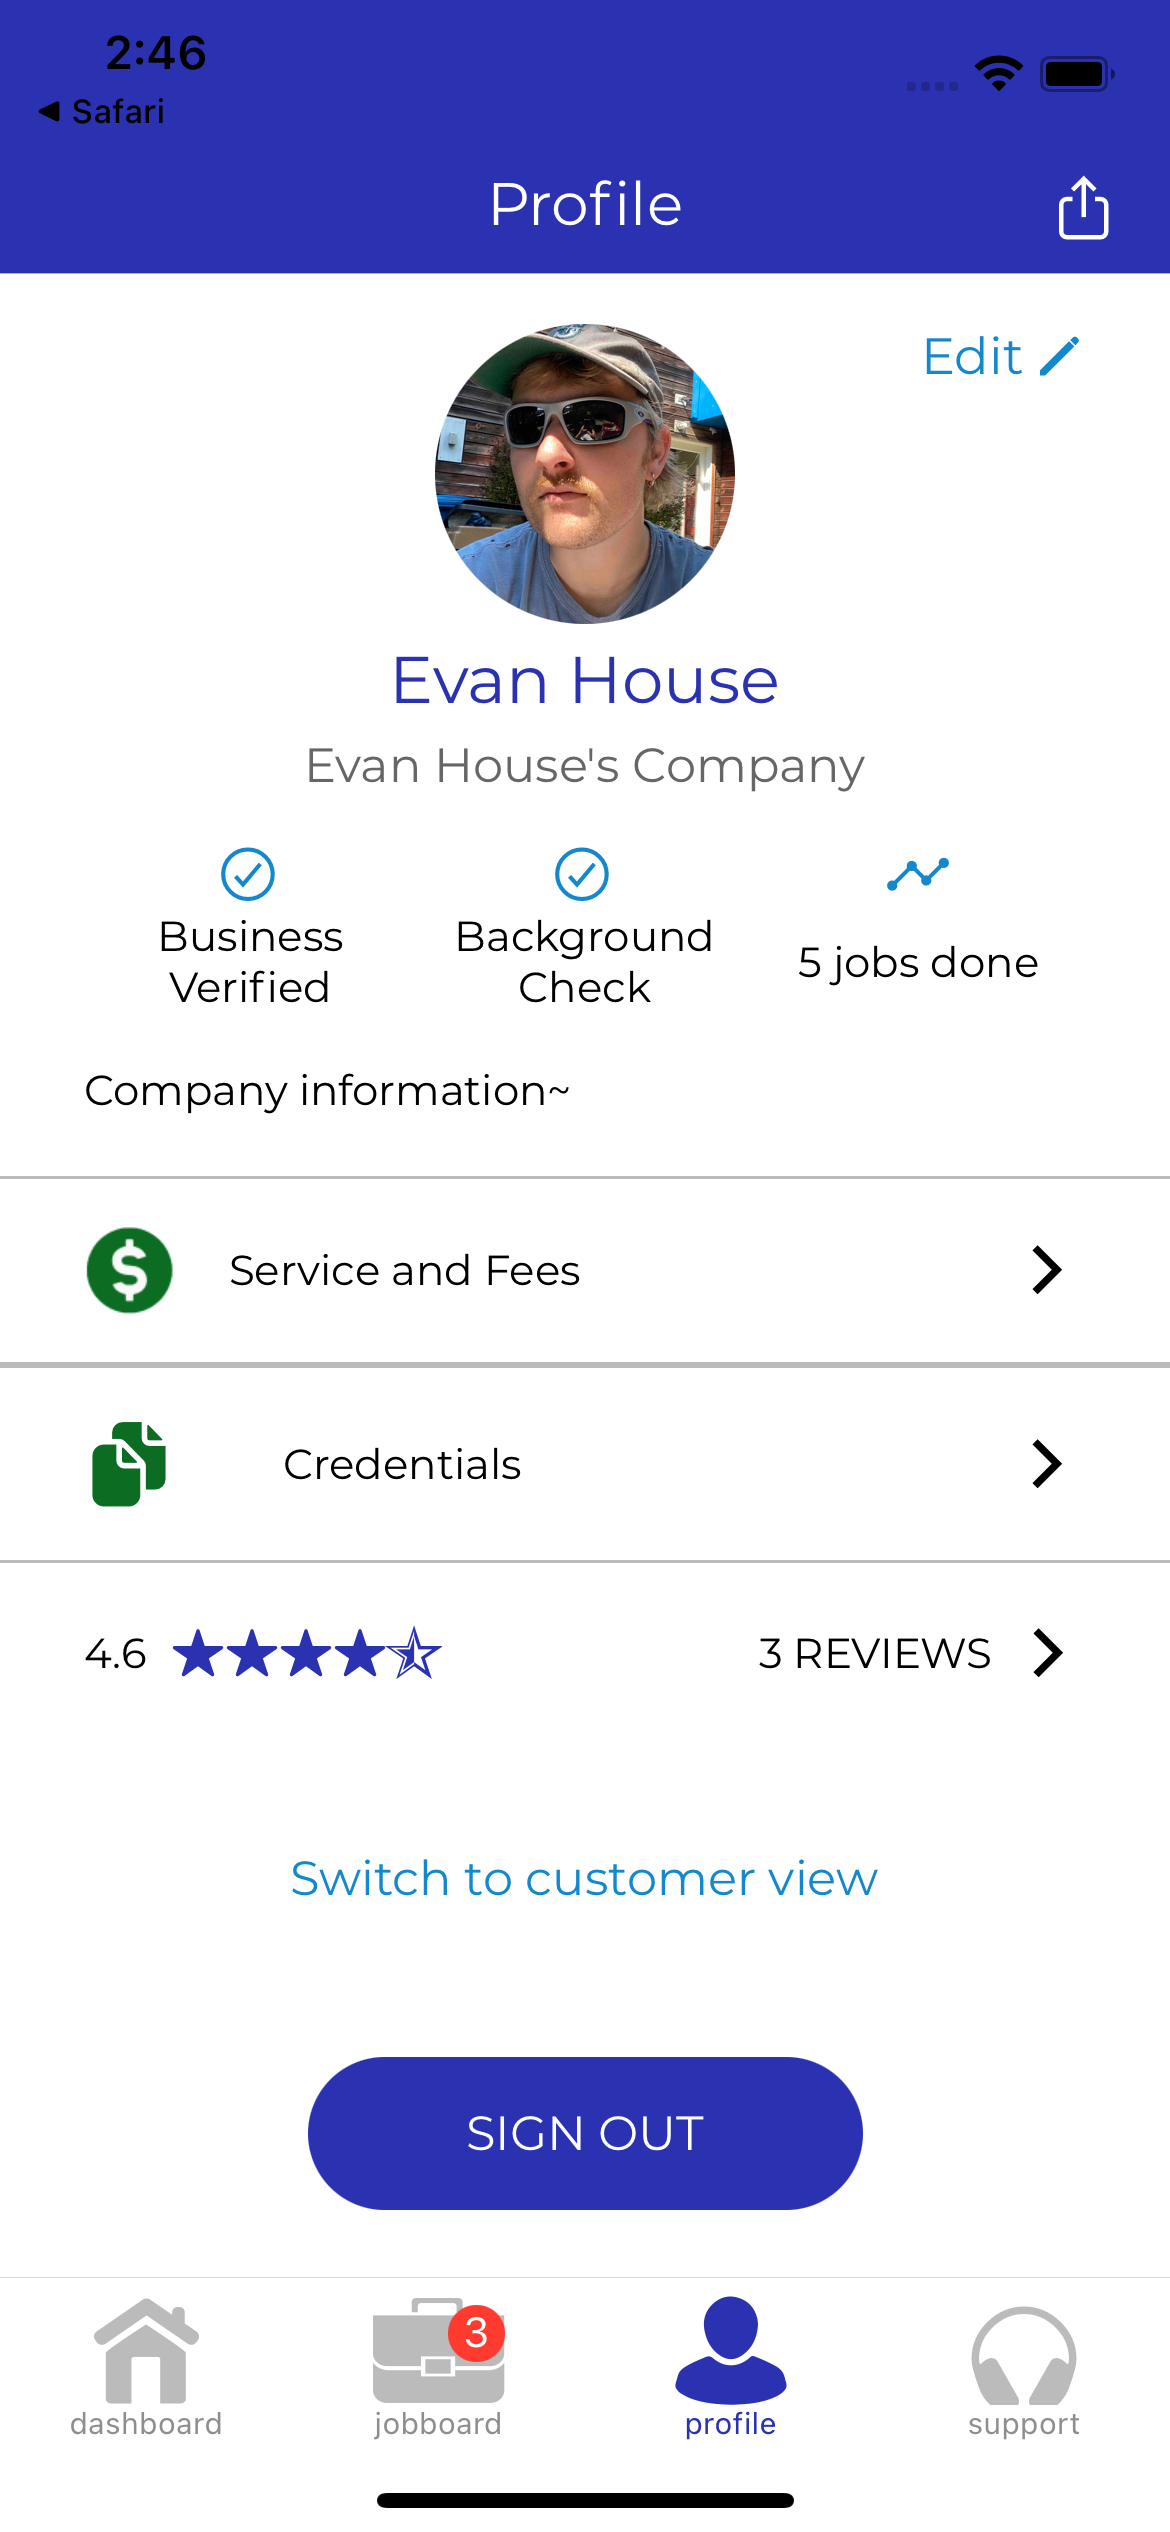 2:46
◀ Safari
Profile
Edit
Evan House
Evan House's Company
Business
Verified
Background
Check
5 jobs done
Company information~
Service and Fees
Credentials
4.6
3 REVIEWS
Switch to customer view
SIGN OUT
3
dashboard
jobboard
profile
support